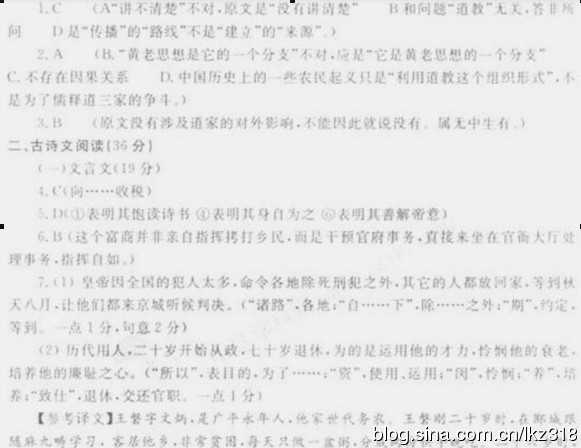 1.C （A“讲不清楚”不对,原文是“没有讲清楚” B和问题“道教”无关,答非所
问 D是“传播”的“路线”不是“建立”的“来源”.）
2.A （B.“黄老思想是它的一个分支”不对,应是“它是黄老思想的一个分支”
C.不存在因果关系 D.中国历史上的一些农民起义只是“利用道教这个组织形式”,不
是为了儒释道三家的争斗。）
3.B （原文没有涉及道家的对外影响,不能因此就说没有。属无中生有.）
二、古诗文阅读(36分)
(一)文言文(19分)
4.C(向……收税)
5.D(①表明其饱读诗书 ④表明其身自为之 ⑥表明其善解帝意)
6.B(这个富商并非亲自指挥拷打乡民,而是干预官府事务,直接来坐在官衙大厅处
理事务,指挥自如。)
7.(1) 皇帝因全国的犯人太多,命令各地除死刑犯之外,其它的人都放回家,等到秋
天八月,让他们都来京城听候判决。(“诸路”,各地;“自……下”,除……之外;“期”,约定,
等到。一点1分,句意2分)
(2) 历代用人,二十岁开始从政,七十岁退休,为的是运用他的才力,怜悯他的衰老,
培养他的廉耻之心。(“所以”,表目的,为了……;“资”,使用、运用;“闵”,怜悯;“养”,培
养;“致仕”,退休,交还官职。一点1分)
【参考译文】王磐字文炳,是广平永年人,他家世代务农。王磐刚二十岁时,在郾城跟
随麻九畴学习,客居他乡,非常贫困,每天只做一盆粥,分成
blog.sina.com.cn/lkz318